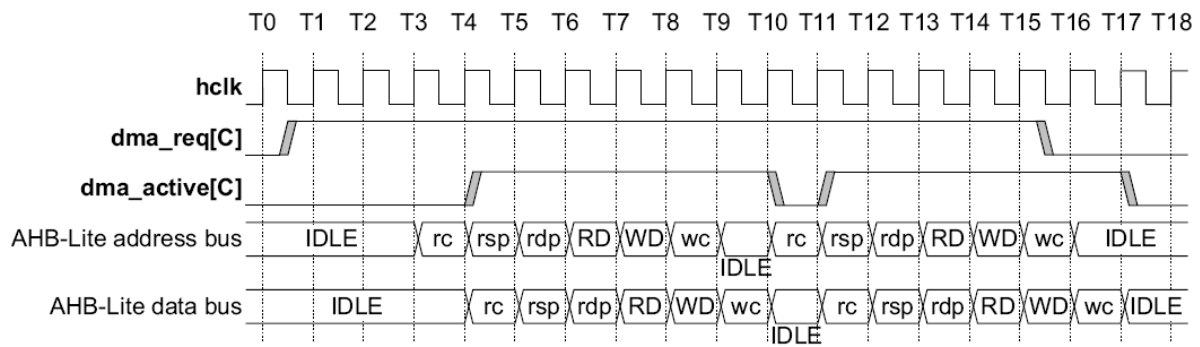 T0 T1 T2 T3 T4 T5 T6 T7 T8 T9 T10 T11 T12 T13 T14 T15 T16 T17 T18
hclk
dma_req[C]
dma_active[C]
AHB-Lite address bus IDLE rc rsp rdp RD WD wc IDLE rc rsp rdp RD WD wc IDLE
AHB-Lite data bus IDLE rc rsp rdp RD WD wc IDLE rc rsp rdp RD WD wc IDLE